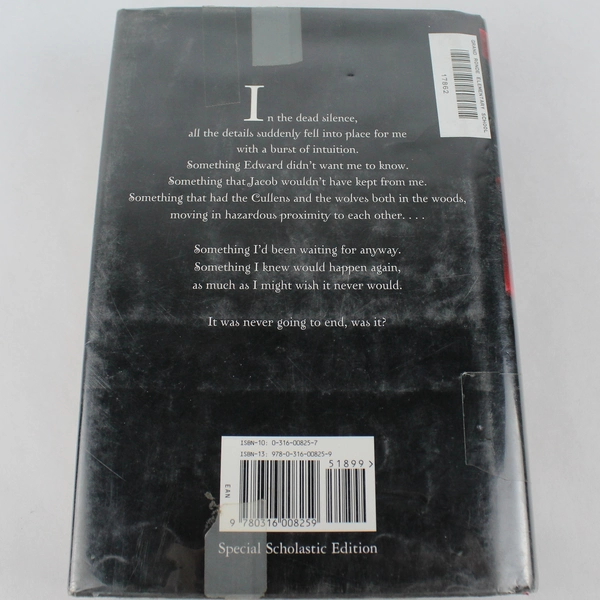 GRAND RONDE ELEMENTARY SCHOOL
17862
In the dead silence,
all the details suddenly fell into place for me
with a burst of intuition.
Something Edward didn't want me to know.
Something that Jacob wouldn't have kept from me.
Something that had the Cullens and the wolves both in the woods,
moving in hazardous proximity to each other. . . .
Something I'd been waiting for anyway.
Something I knew would happen again,
as much as I might wish it never would.
It was never going to end, was it?
ISBN-10: 0-316-00825-7
ISBN-13: 978-0-316-00825-9
51899>
EAN
9 780316 008259
Special Scholastic Edition